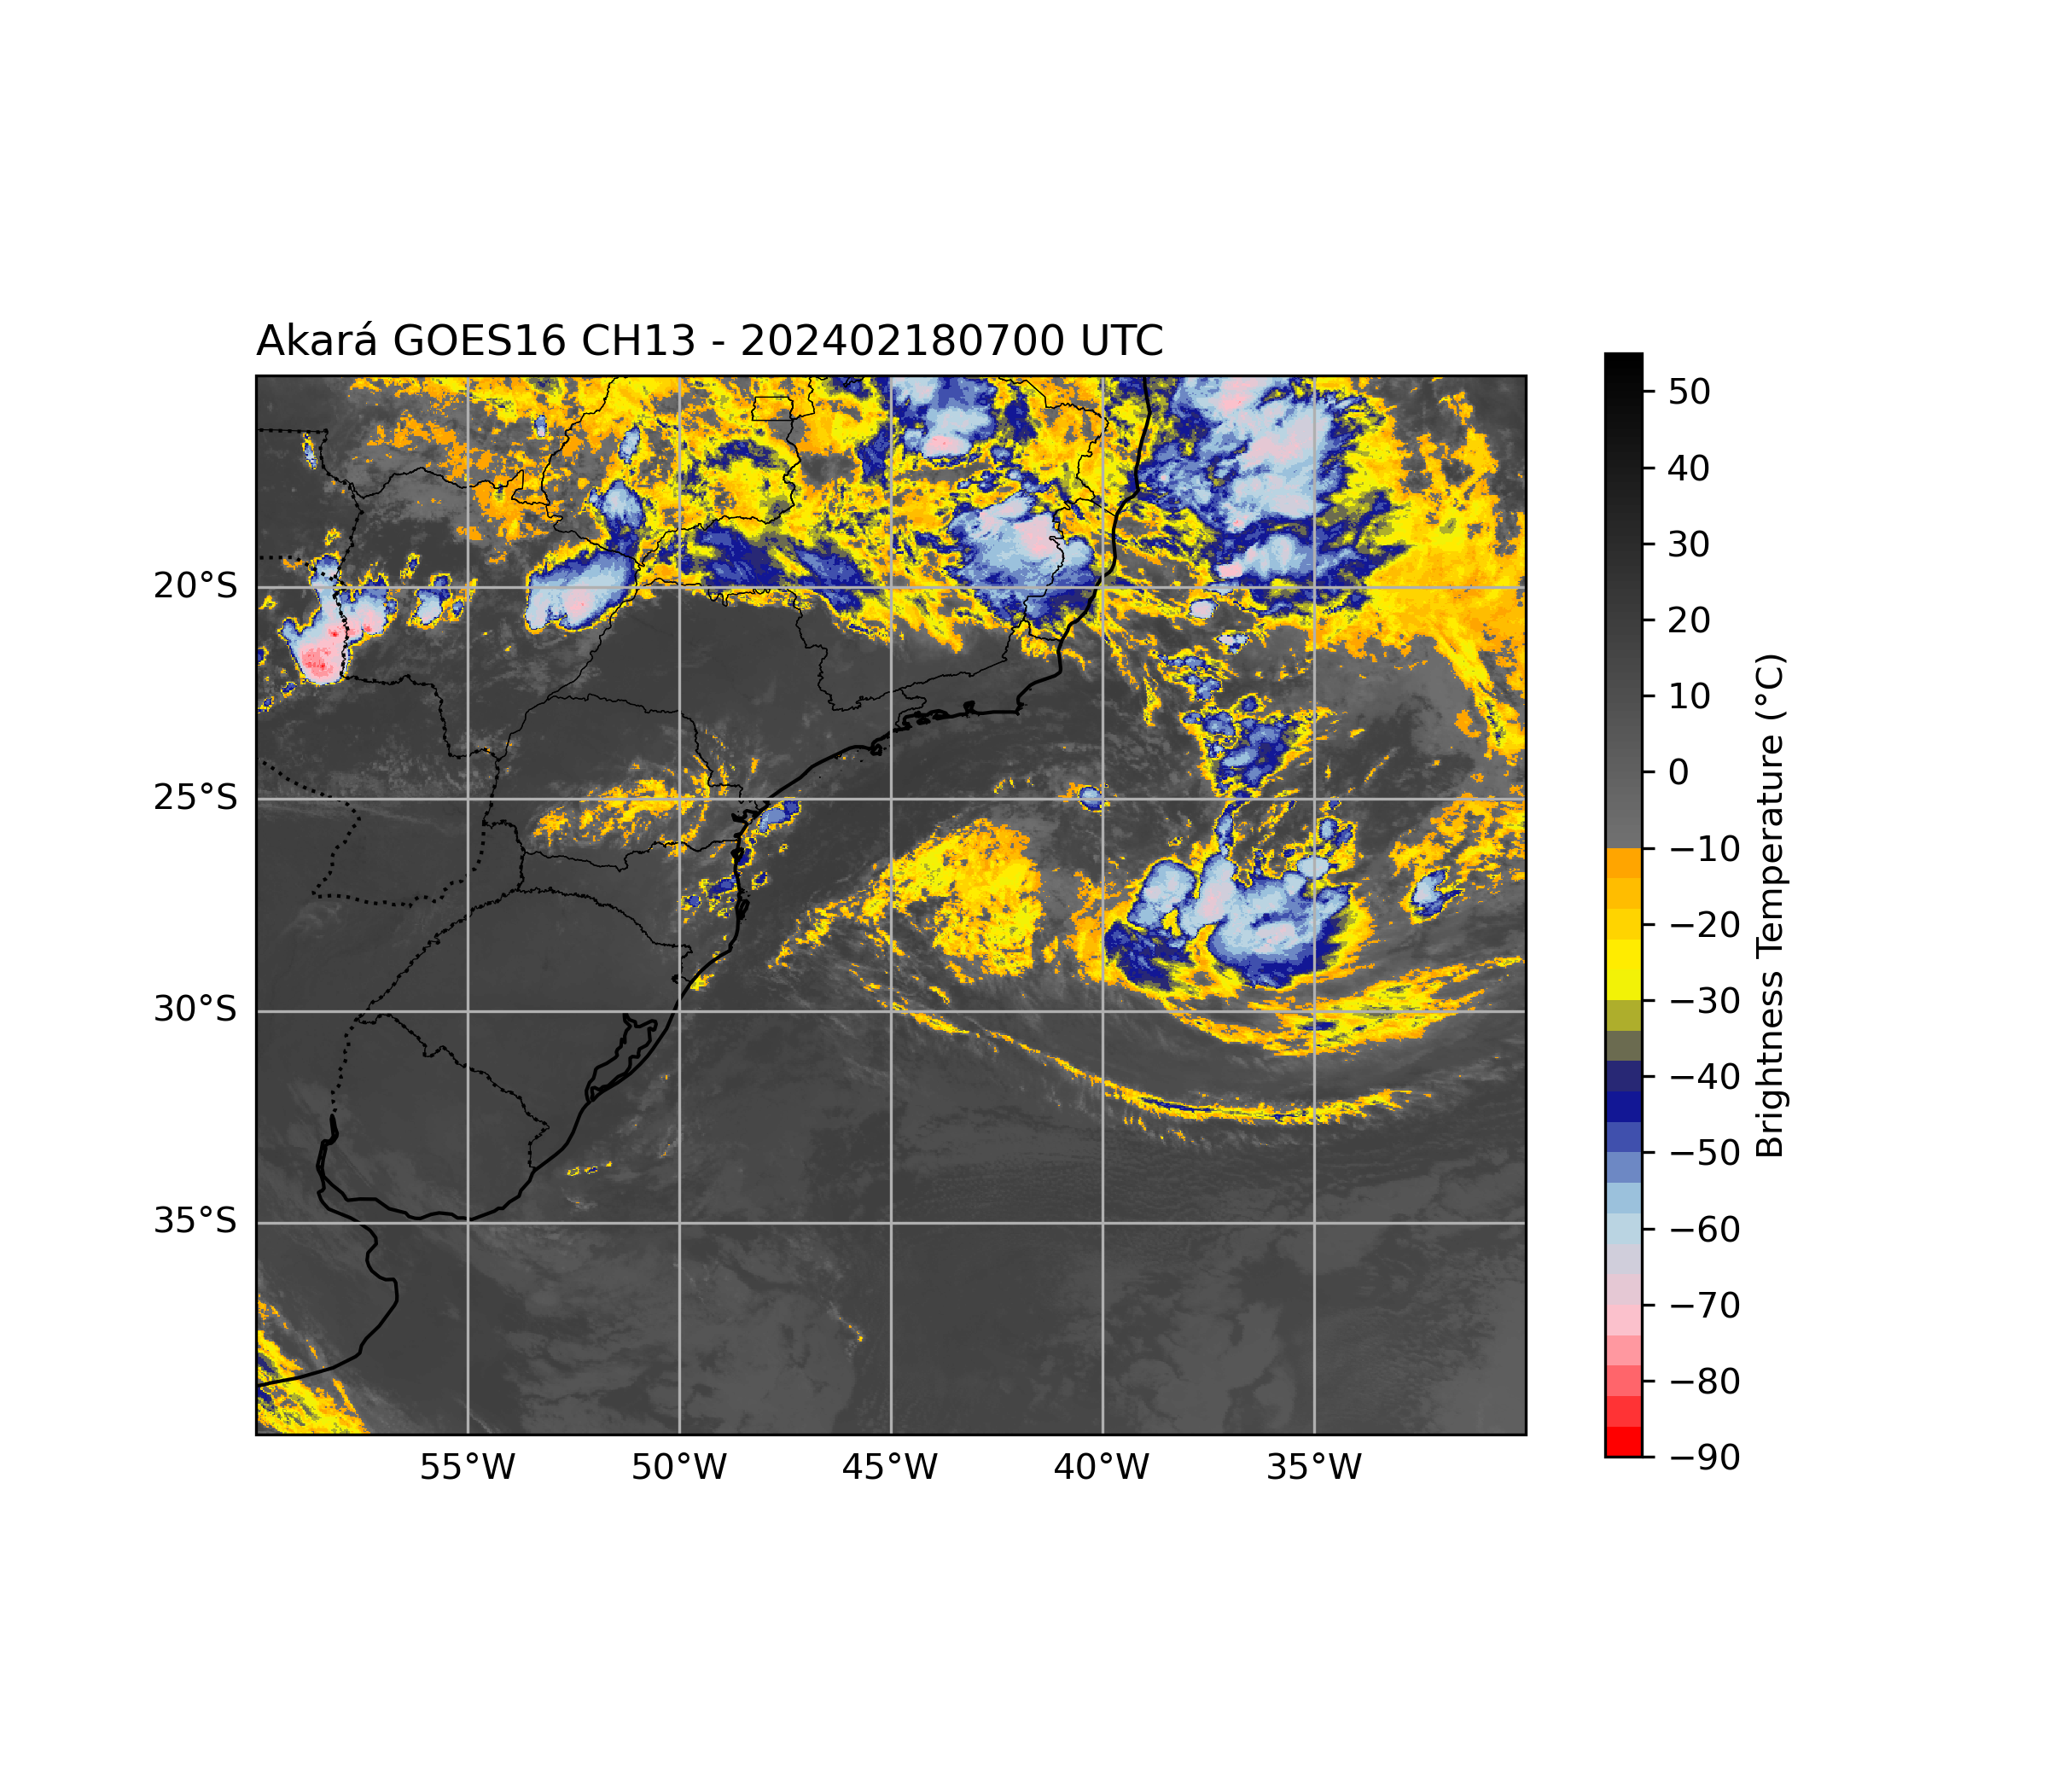 Akará GOES16 CH13 - 202402180700 UTC
20°S
25°S
30°S
35°S
55°W
50°W
45°W
40°W
35°W
50
40
30
20
10
0
−10
−20
−30
−40
−50
−60
−70
−80
−90
Brightness Temperature (°C)